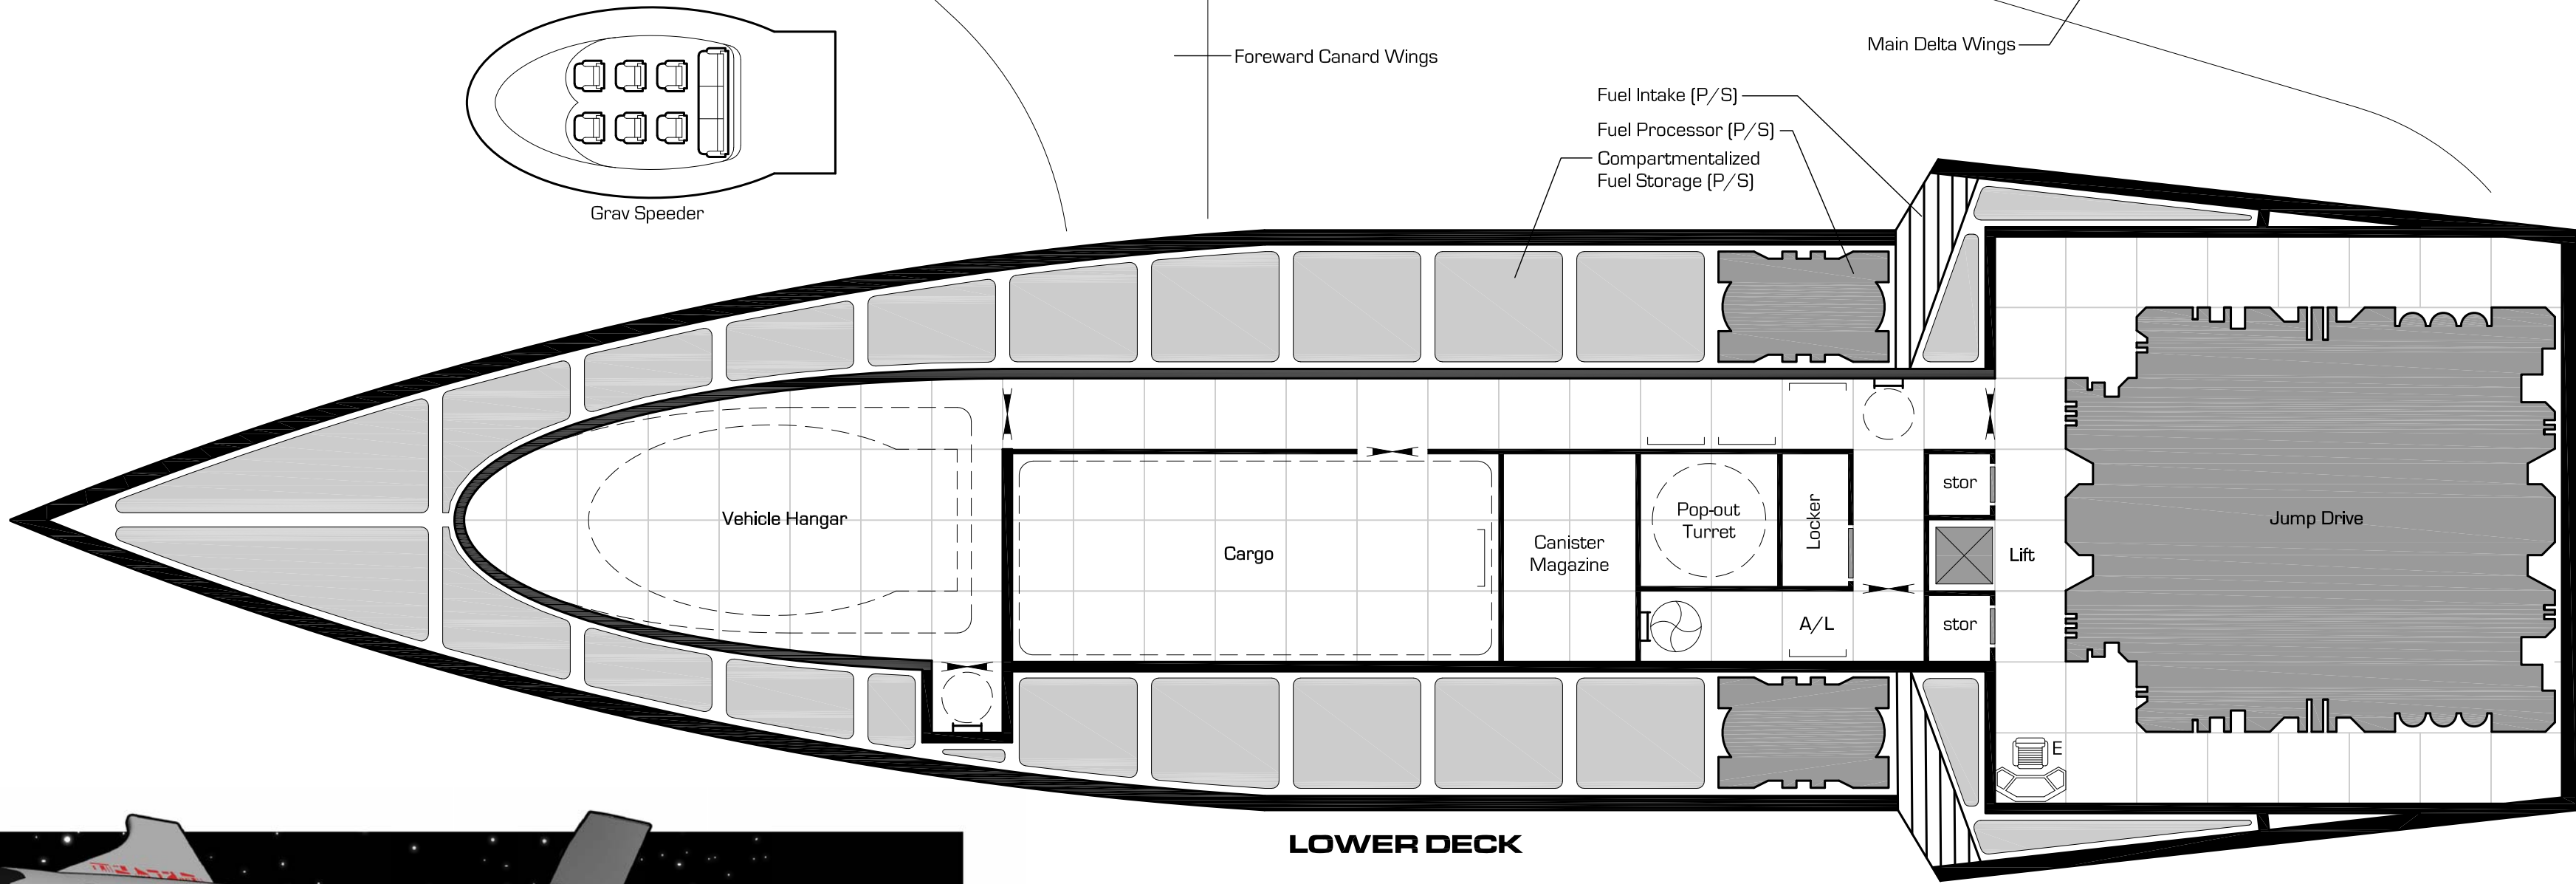 Foreward Canard Wings
Main Delta Wings
Fuel Intake (P/S)
Fuel Processor (P/S)
Compartmentalized
Fuel Storage (P/S)
Grav Speeder
Vehicle Hangar
Cargo
Canister
Magazine
Pop-out
Turret
Locker
A/L
stor
Lift
stor
Jump Drive
E
LOWER DECK